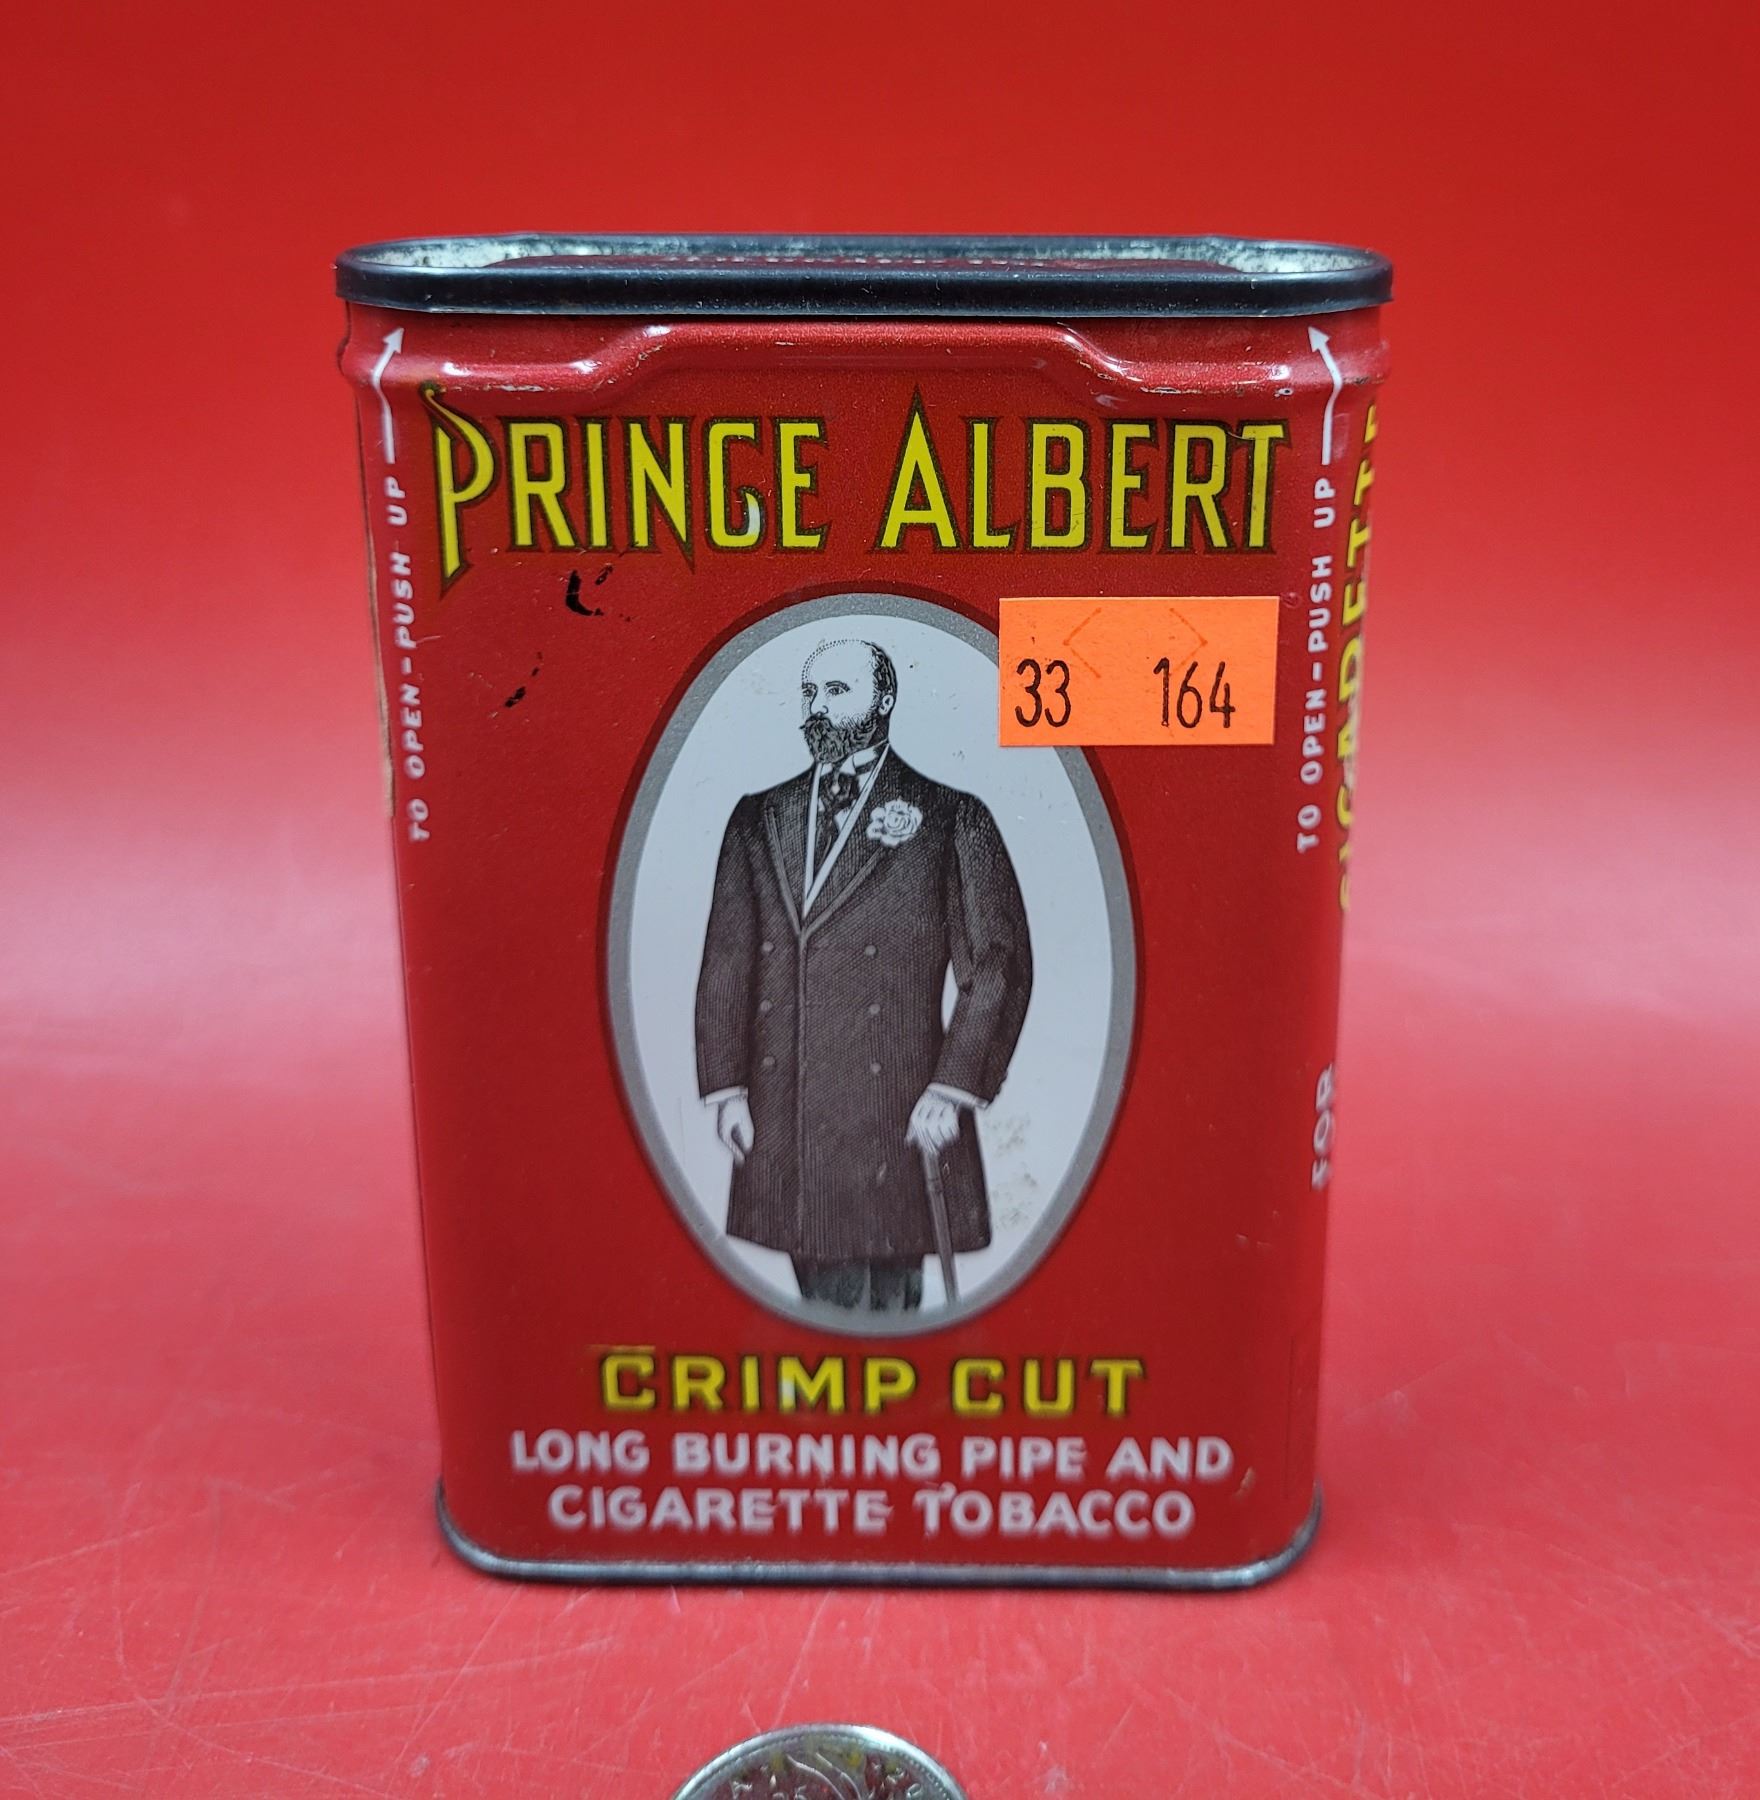 PRINCE ALBERT
33 164
CRIMP CUT
LONG BURNING PIPE AND
CIGARETTE TOBACCO
TO OPEN-PUSH UP
TO OPEN-PUSH UP
FOR